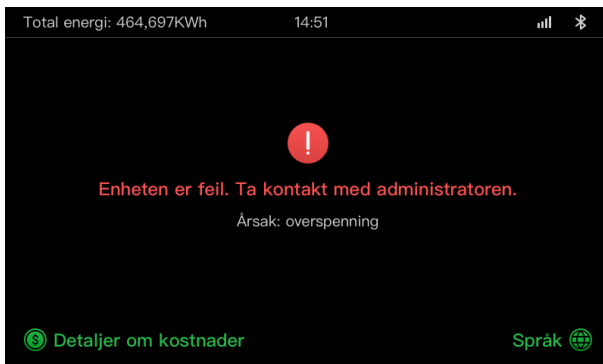 Total energi: 464,697KWh 14:51
Enheten er feil. Ta kontakt med administratoren.
Årsak: overspenning
Detaljer om kostnader Språk